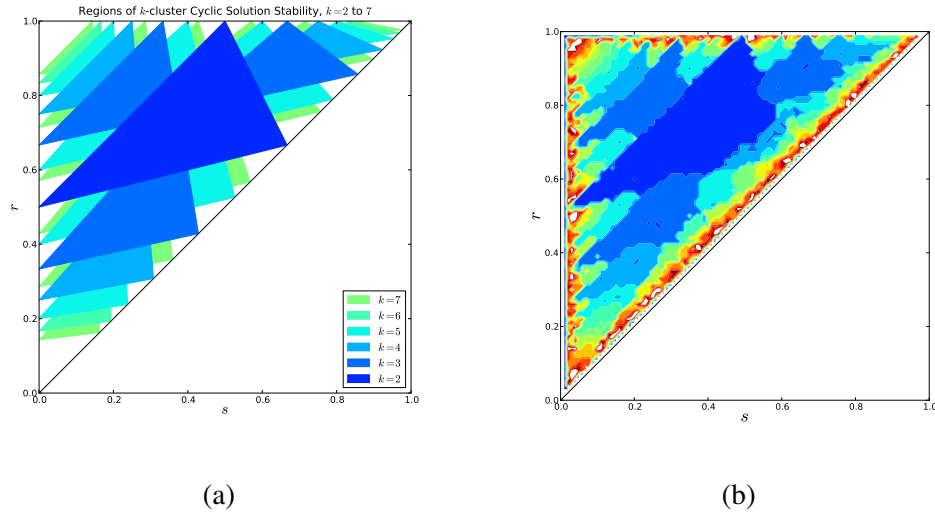 Regions of k-cluster Cyclic Solution Stability, k=2 to 7
1.0
0.8
0.6
r
0.4
0.2
0.0
0.0 0.2 0.4 0.6 0.8 1.0
s
k=7
k=6
k=5
k=4
k=3
k=2
(a)
1.0
0.8
0.6
r
0.4
0.2
0.0
0.0 0.2 0.4 0.6 0.8 1.0
s
(b)